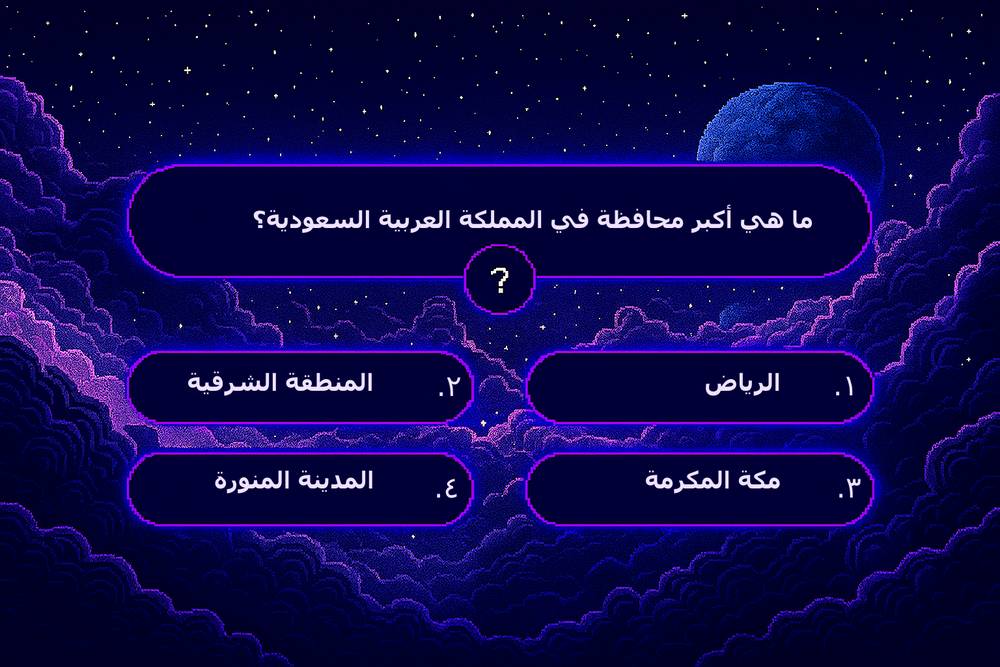 ما هي أكبر محافظة في المملكة العربية السعودية؟
?
١. الرياض
٢. المنطقة الشرقية
٣. مكة المكرمة
٤. المدينة المنورة